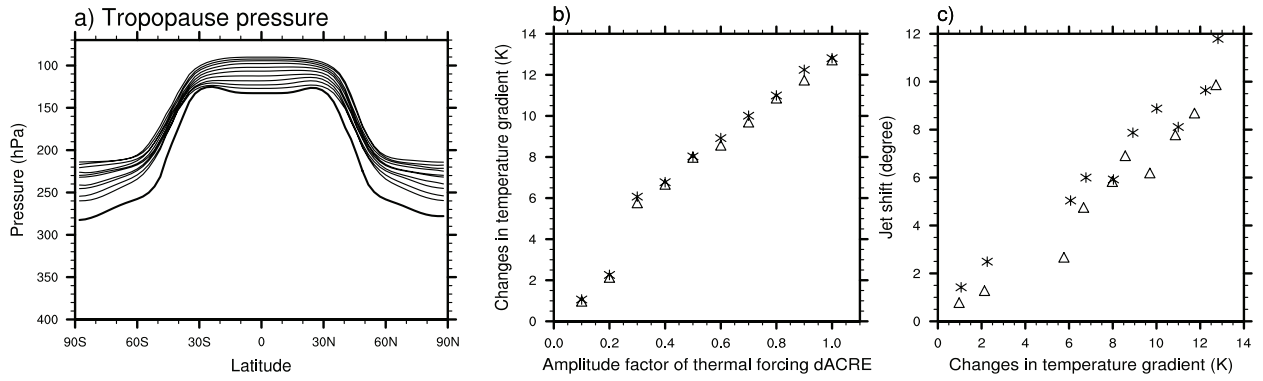 a) Tropopause pressure
100
150
200
250
300
350
400
Pressure (hPa)
90S 60S 30S 0 30N 60N 90N
Latitude
b)
14
12
10
8
6
4
2
0
Changes in temperature gradient (K)
0.0 0.2 0.4 0.6 0.8 1.0
Amplitude factor of thermal forcing dACRE
c)
12
10
8
6
4
2
0
Jet shift (degree)
0 2 4 6 8 10 12 14
Changes in temperature gradient (K)